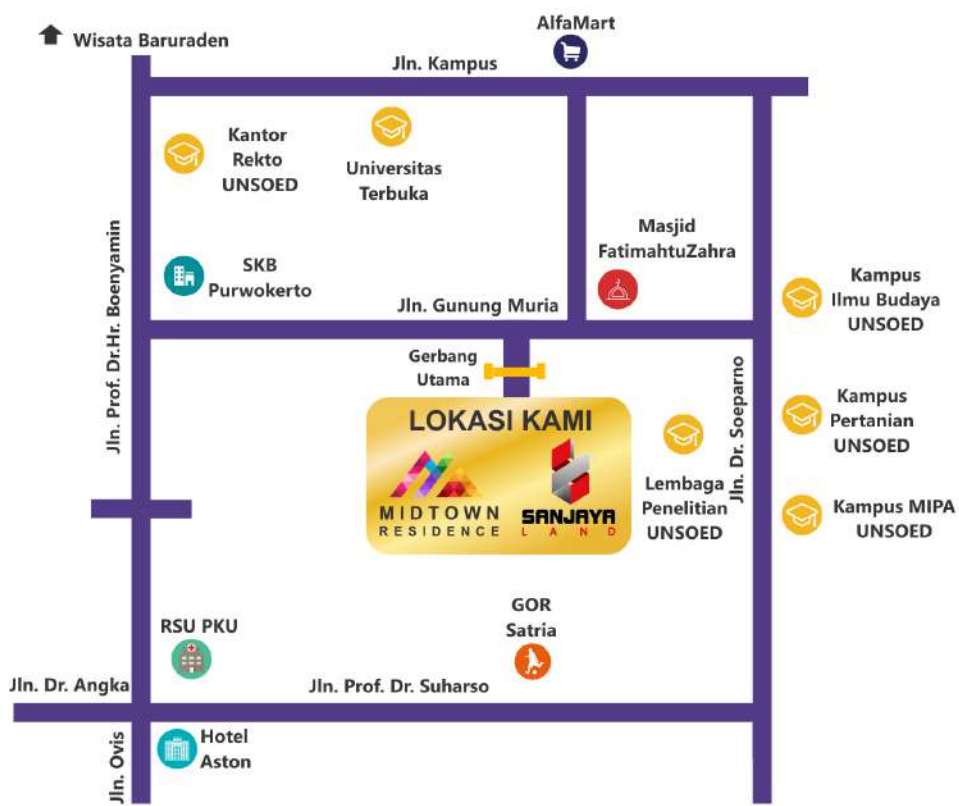 Wisata Baruraden
AlfaMart
Jln. Kampus
Kantor
Rekto
UNSOED
Universitas
Terbuka
Masjid
FatimahtuZahra
SKB
Purwokerto
Jln. Prof. Dr.Hr. Boenyamin
Jln. Gunung Muria
Kampus
Ilmu Budaya
UNSOED
Gerbang
Utama
LOKASI KAMI
MIDTOWN
RESIDENCE
SANJAYA
LAND
Lembaga
Penelitian
UNSOED
Jln. Dr. Soeparno
Kampus
Pertanian
UNSOED
Kampus MIPA
UNSOED
RSU PKU
GOR
Satria
Jln. Dr. Angka
Jln. Prof. Dr. Suharso
Jln. Ovis
Hotel
Aston